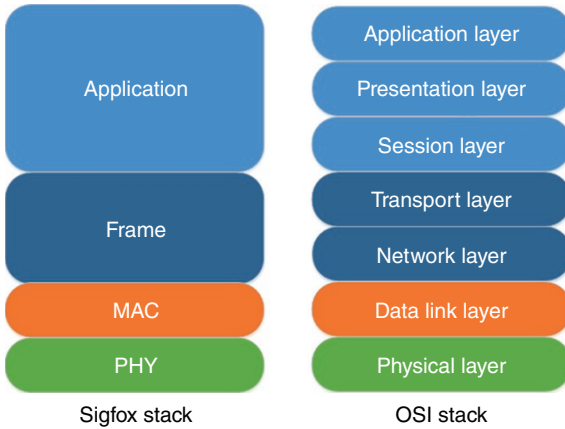 Application
Frame
MAC
PHY
Sigfox stack
Application layer
Presentation layer
Session layer
Transport layer
Network layer
Data link layer
Physical layer
OSI stack